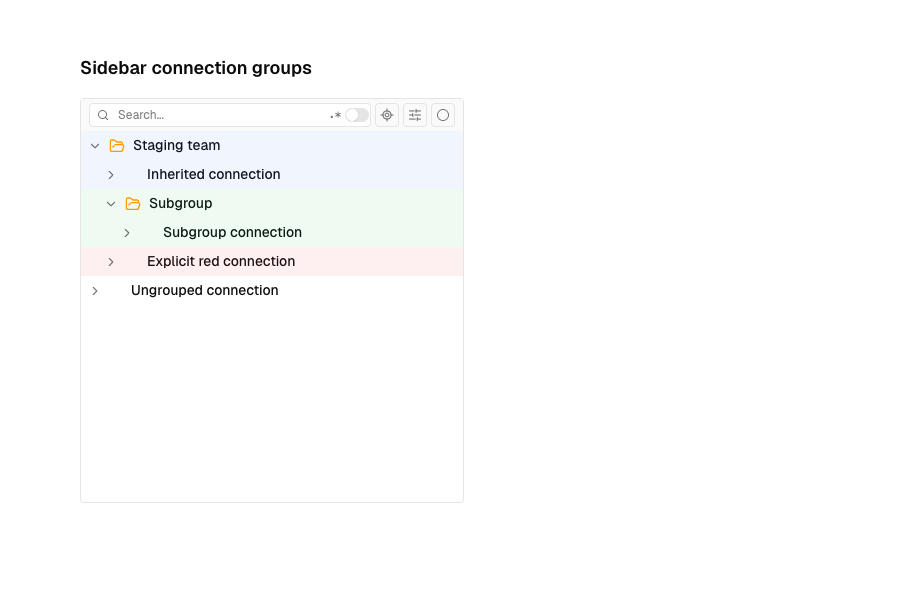 Sidebar connection groups
Search... .*
Staging team
Inherited connection
Subgroup
Subgroup connection
Explicit red connection
Ungrouped connection